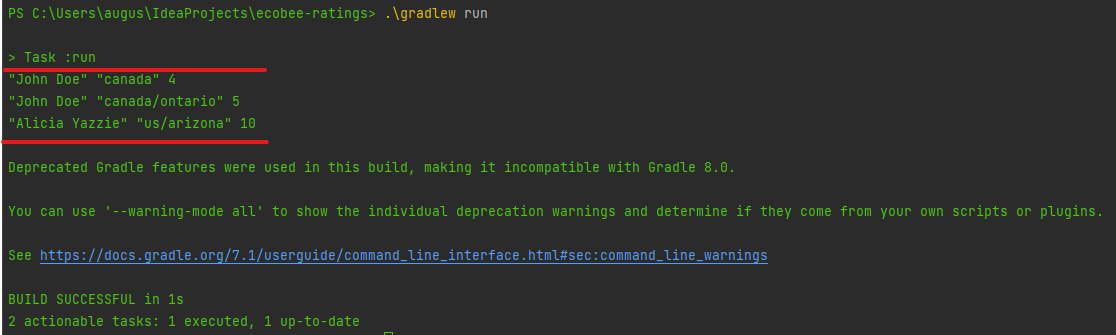 PS C:\Users\augus\IdeaProjects\ecobee-ratings> .\gradlew run
> Task :run
"John Doe" "canada" 4
"John Doe" "canada/ontario" 5
"Alicia Yazzie" "us/arizona" 10
Deprecated Gradle features were used in this build, making it incompatible with Gradle 8.0.
You can use '--warning-mode all' to show the individual deprecation warnings and determine if they come from your own scripts or plugins.
See https://docs.gradle.org/7.1/userguide/command_line_interface.html#sec:command_line_warnings
BUILD SUCCESSFUL in 1s
2 actionable tasks: 1 executed, 1 up-to-date